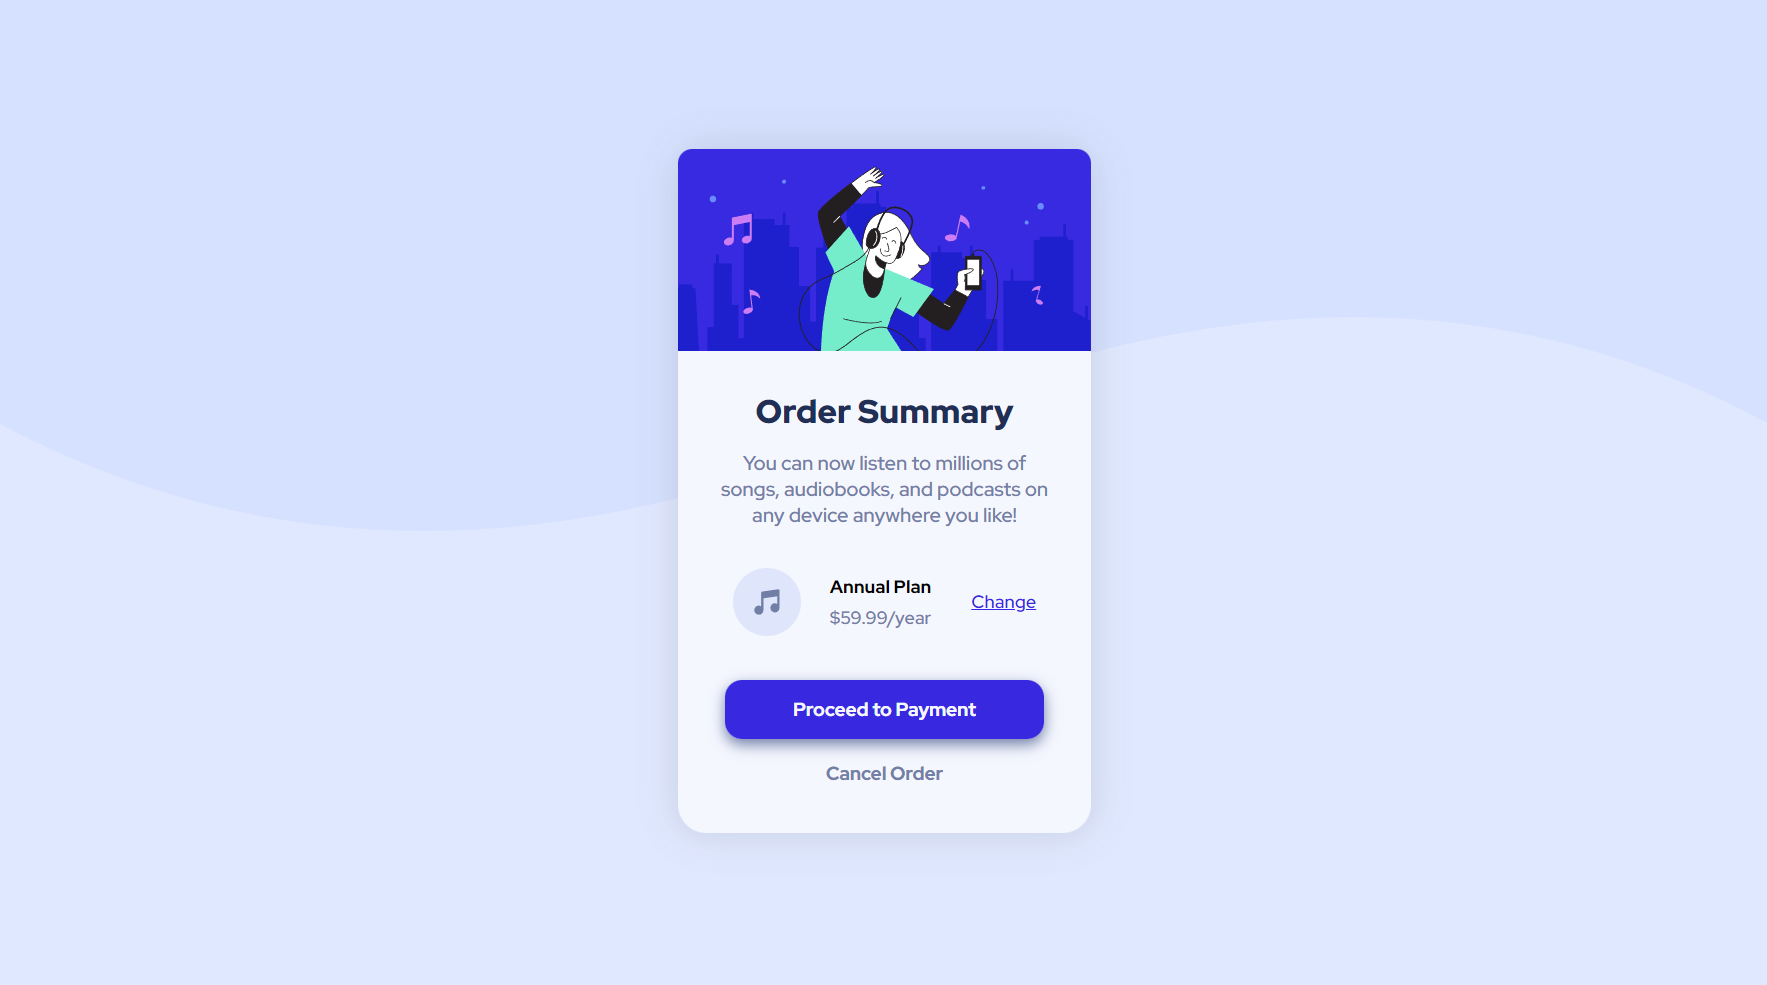 Order Summary
You can now listen to millions of
songs, audiobooks, and podcasts on
any device anywhere you like!
Annual Plan
$59.99/year
Change
Proceed to Payment
Cancel Order